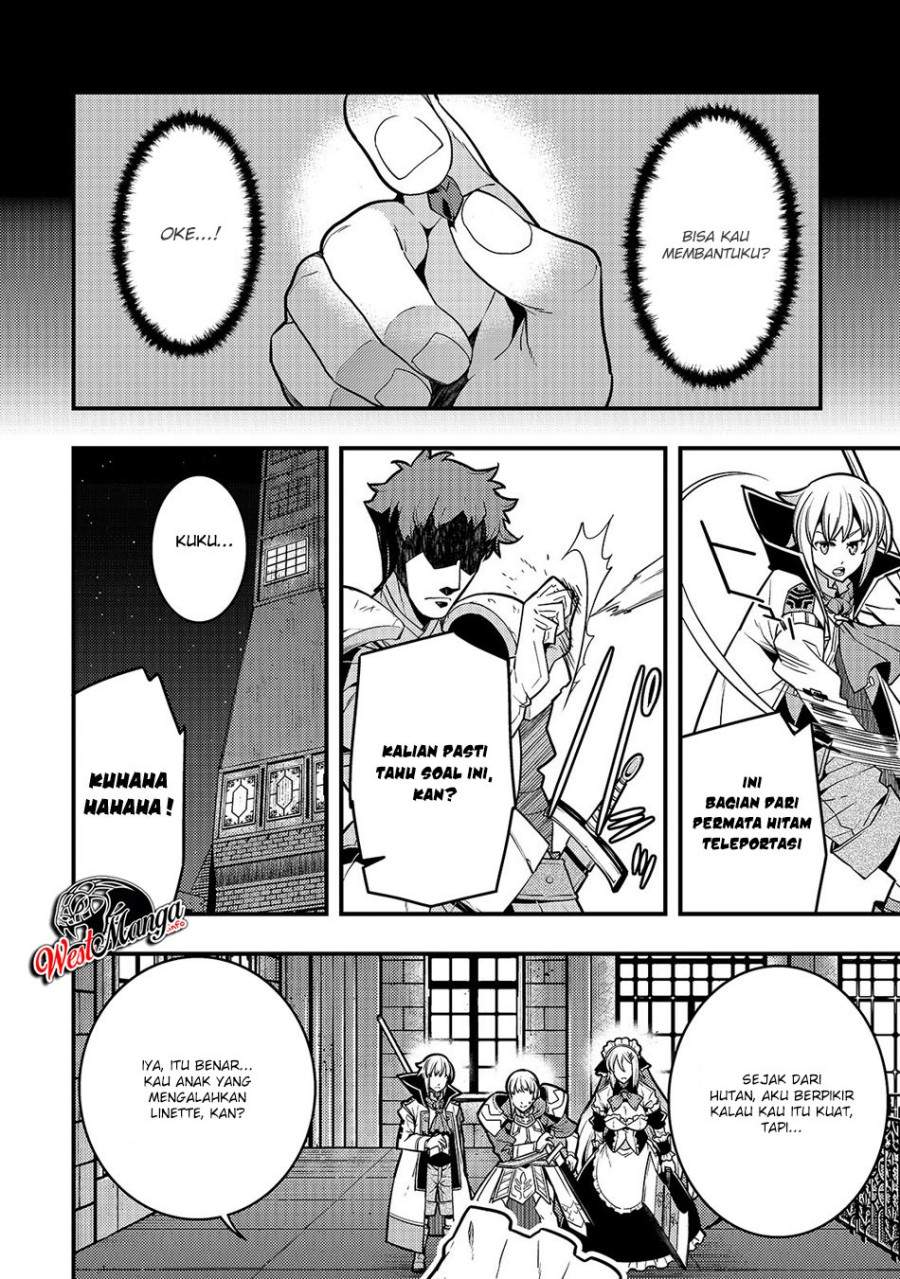 BISA KAU
MEMBANTUKU?
OKE...!
INI
BAGIAN DARI
PERMATA HITAM
TELEPORTASI
KALIAN PASTI
TAHU SOAL INI,
KAN?
KUKU...
KUHAHA
HAHAHA!
WestManga
.info
SEJAK DARI
HUTAN, AKU BERPIKIR
KALAU KAU ITU KUAT,
TAPI...
IYA, ITU BENAR...
KAU ANAK YANG
MENGALAHKAN
LINETTE, KAN?